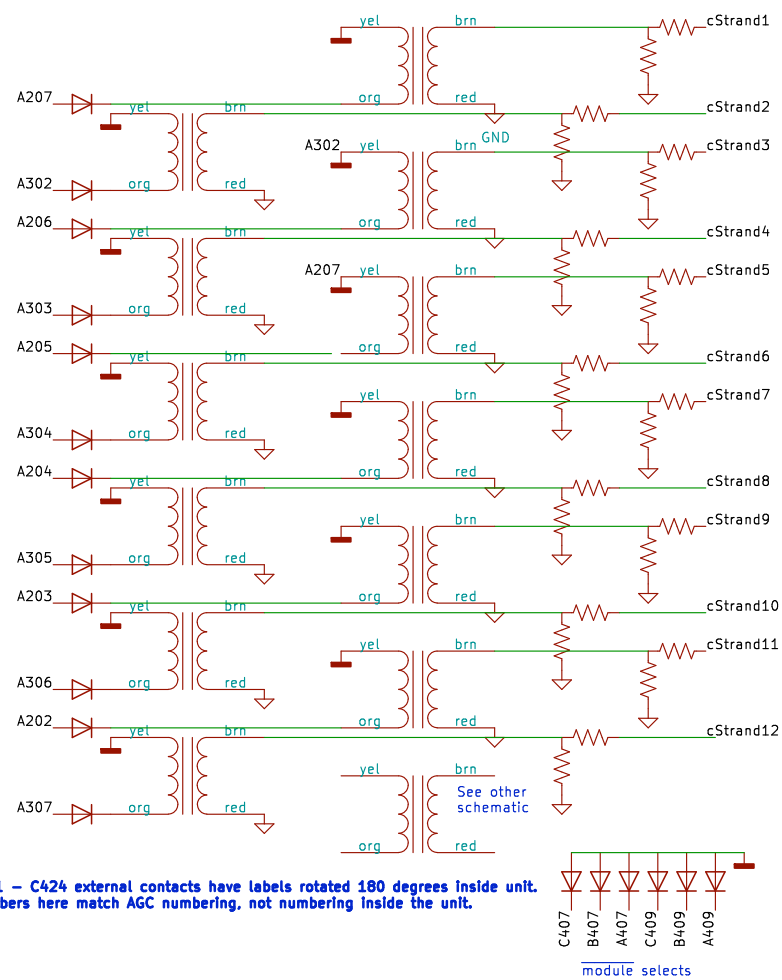 yel
brn
cStrand1
org
red
A207
yel
brn
cStrand2
GND
A302
yel
brn
cStrand3
A302
org
red
A206
org
red
yel
brn
cStrand4
A207
yel
brn
cStrand5
A303
org
red
A205
org
red
yel
brn
cStrand6
yel
brn
cStrand7
A304
org
red
A204
org
red
yel
brn
cStrand8
yel
brn
cStrand9
A305
org
red
A203
org
red
yel
brn
cStrand10
yel
brn
cStrand11
A306
org
red
A202
org
red
yel
brn
cStrand12
yel
brn
See other
schematic
A307
org
red
org
– C424 external contacts have labels rotated 180 degrees inside unit.
bers here match AGC numbering, not numbering inside the unit.
C407
B407
A407
C409
B409
A409
module selects